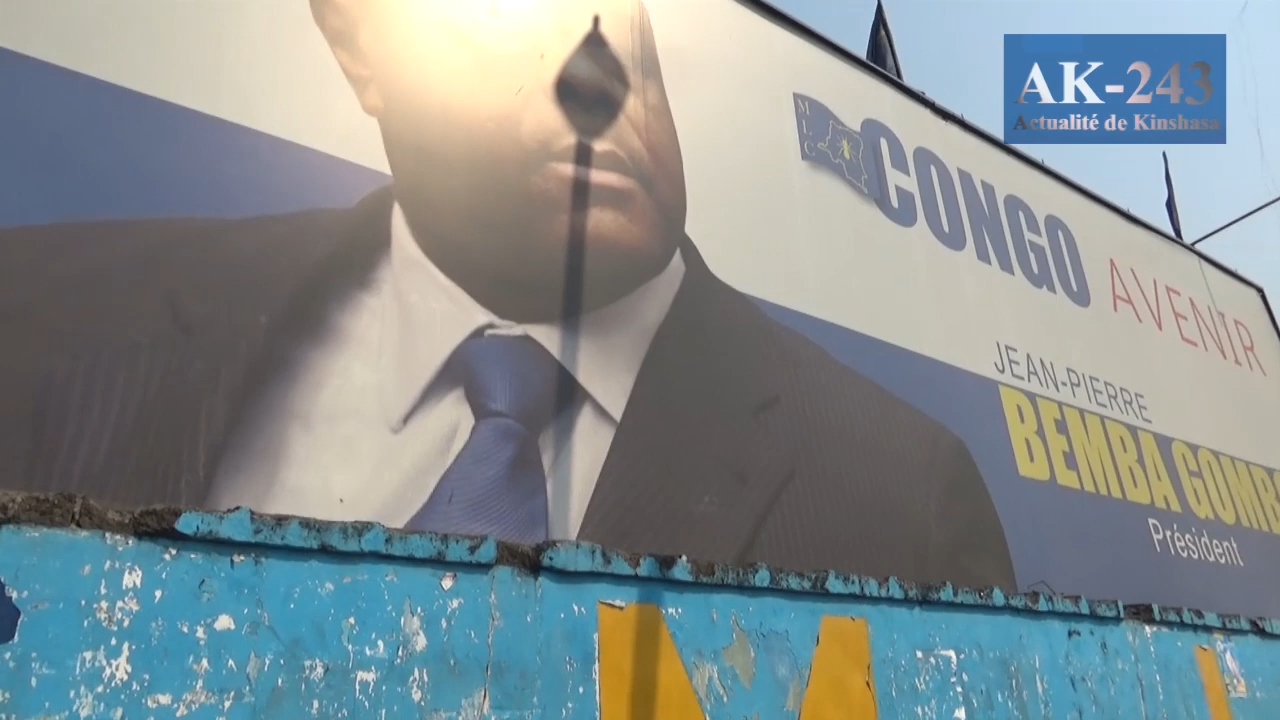 AK-243
Actualité de Kinshasa
MLC
CONGO
AVENIR
JEAN-PIERRE
BEMBA GOMB
Président
M